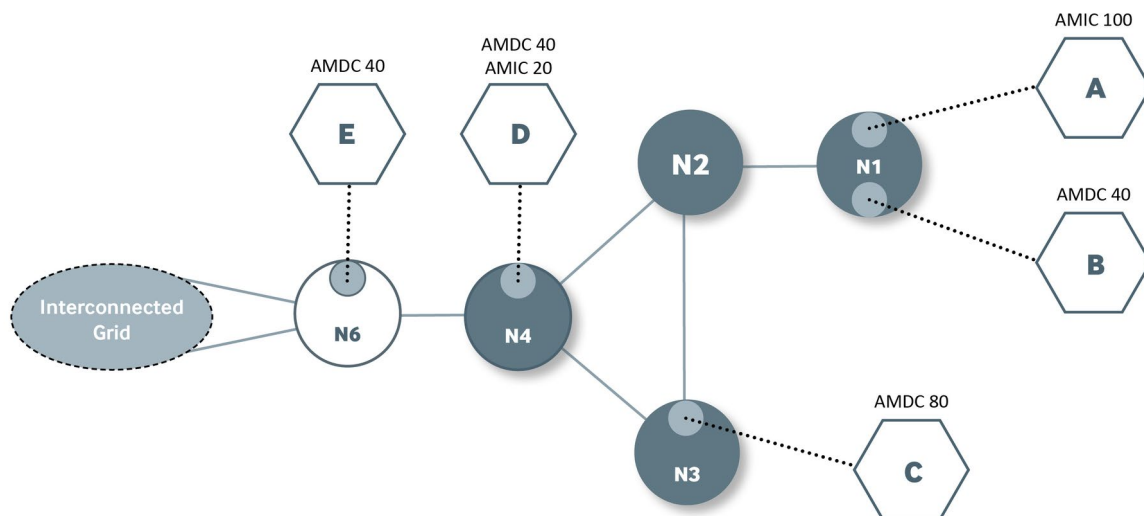 AMIC 100
A
AMDC 40
AMIC 20
D
AMDC 40
E
N2
N1
AMDC 40
B
Interconnected
Grid
N6
N4
AMDC 80
N3
C